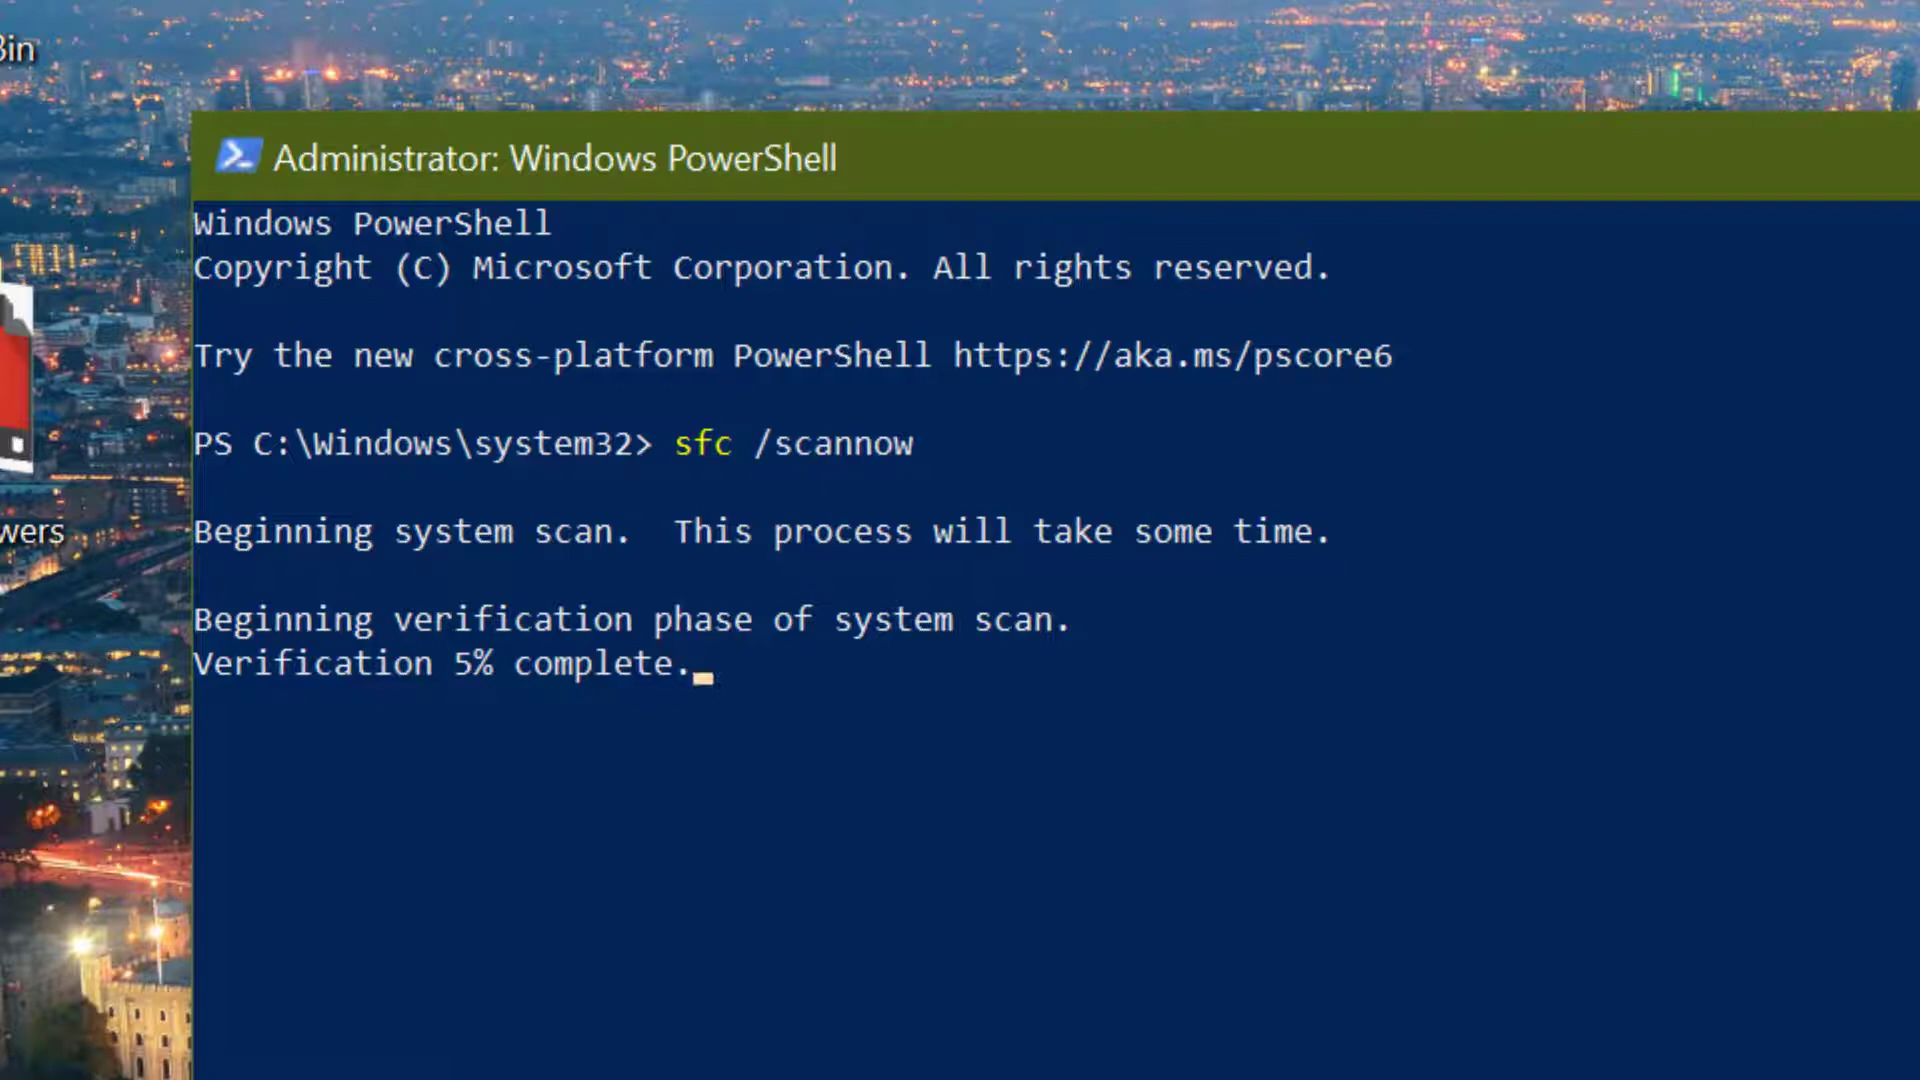 Bin
Administrator: Windows PowerShell
Windows PowerShell
Copyright (C) Microsoft Corporation. All rights reserved.
Try the new cross-platform PowerShell https://aka.ms/pscore6
PS C:\Windows\system32> sfc /scannow
wers
Beginning system scan.  This process will take some time.
Beginning verification phase of system scan.
Verification 5% complete.